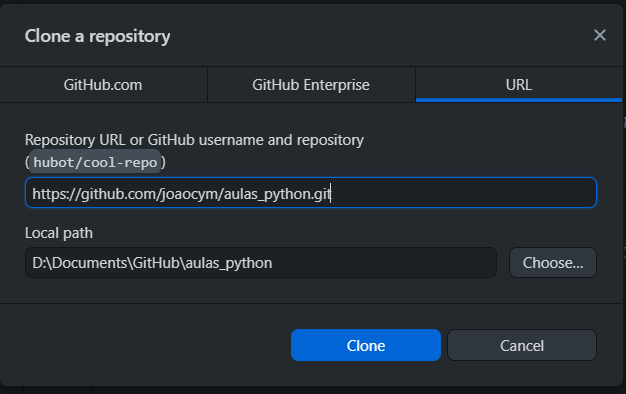 Clone a repository
GitHub.com
GitHub Enterprise
URL
Repository URL or GitHub username and repository
(hubot/cool-repo)
https://github.com/joaocym/aulas_python.git
Local path
D:\Documents\GitHub\aulas_python
Choose...
Clone
Cancel